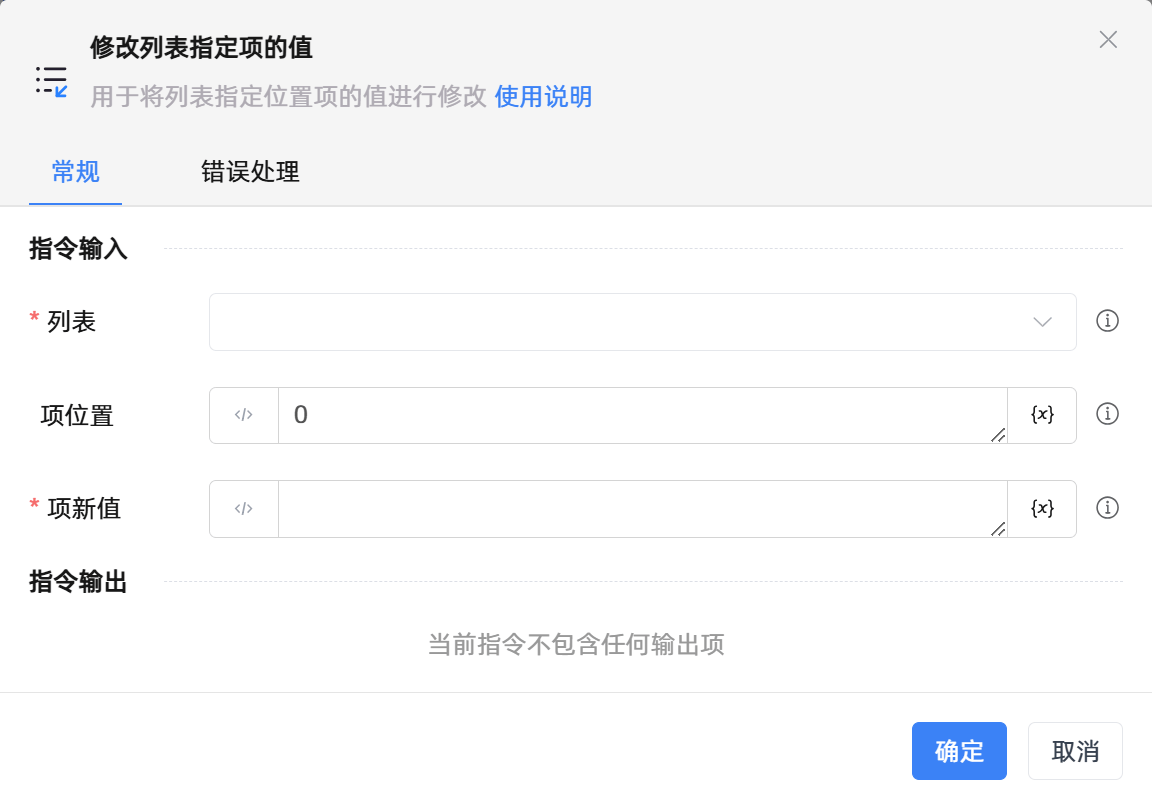 修改列表指定项的值
用于将列表指定位置项的值进行修改 使用说明
常规 错误处理
指令输入
* 列表
项位置 </> 0 {x}
* 项新值 </> {x}
指令输出
当前指令不包含任何输出项
确定 取消